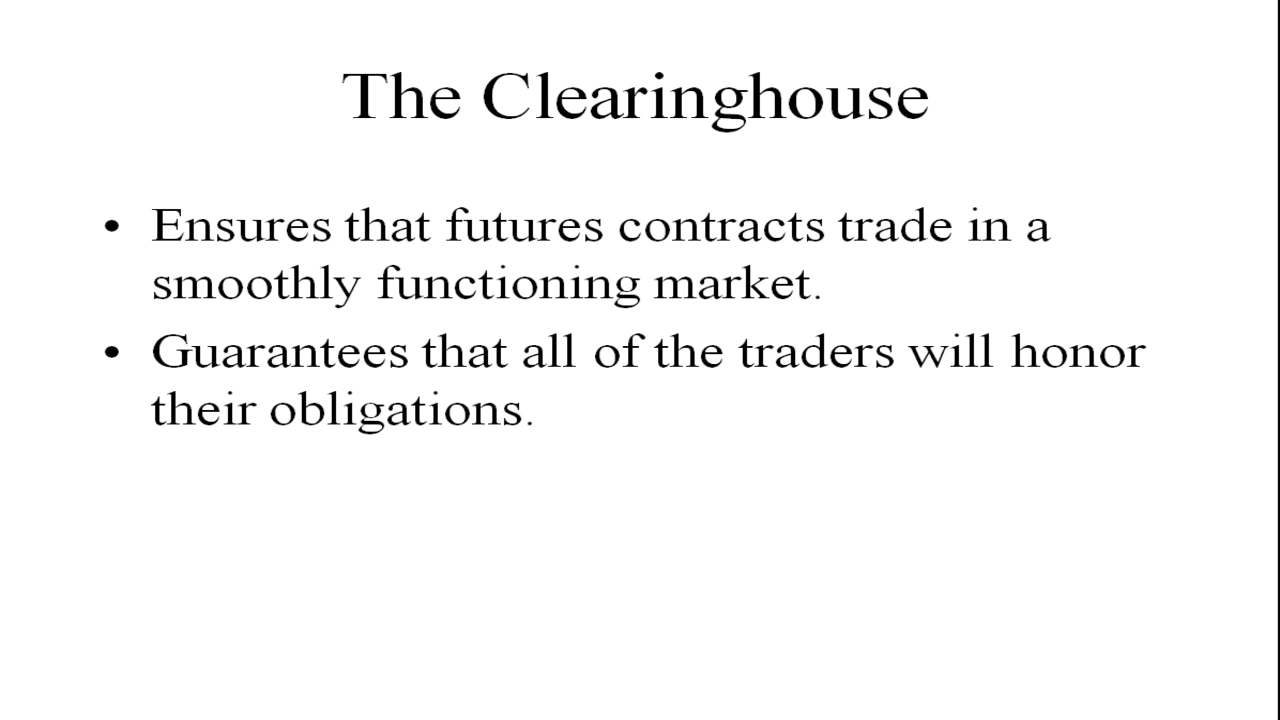 The Clearinghouse
• Ensures that futures contracts trade in a
smoothly functioning market.
• Guarantees that all of the traders will honor
their obligations.